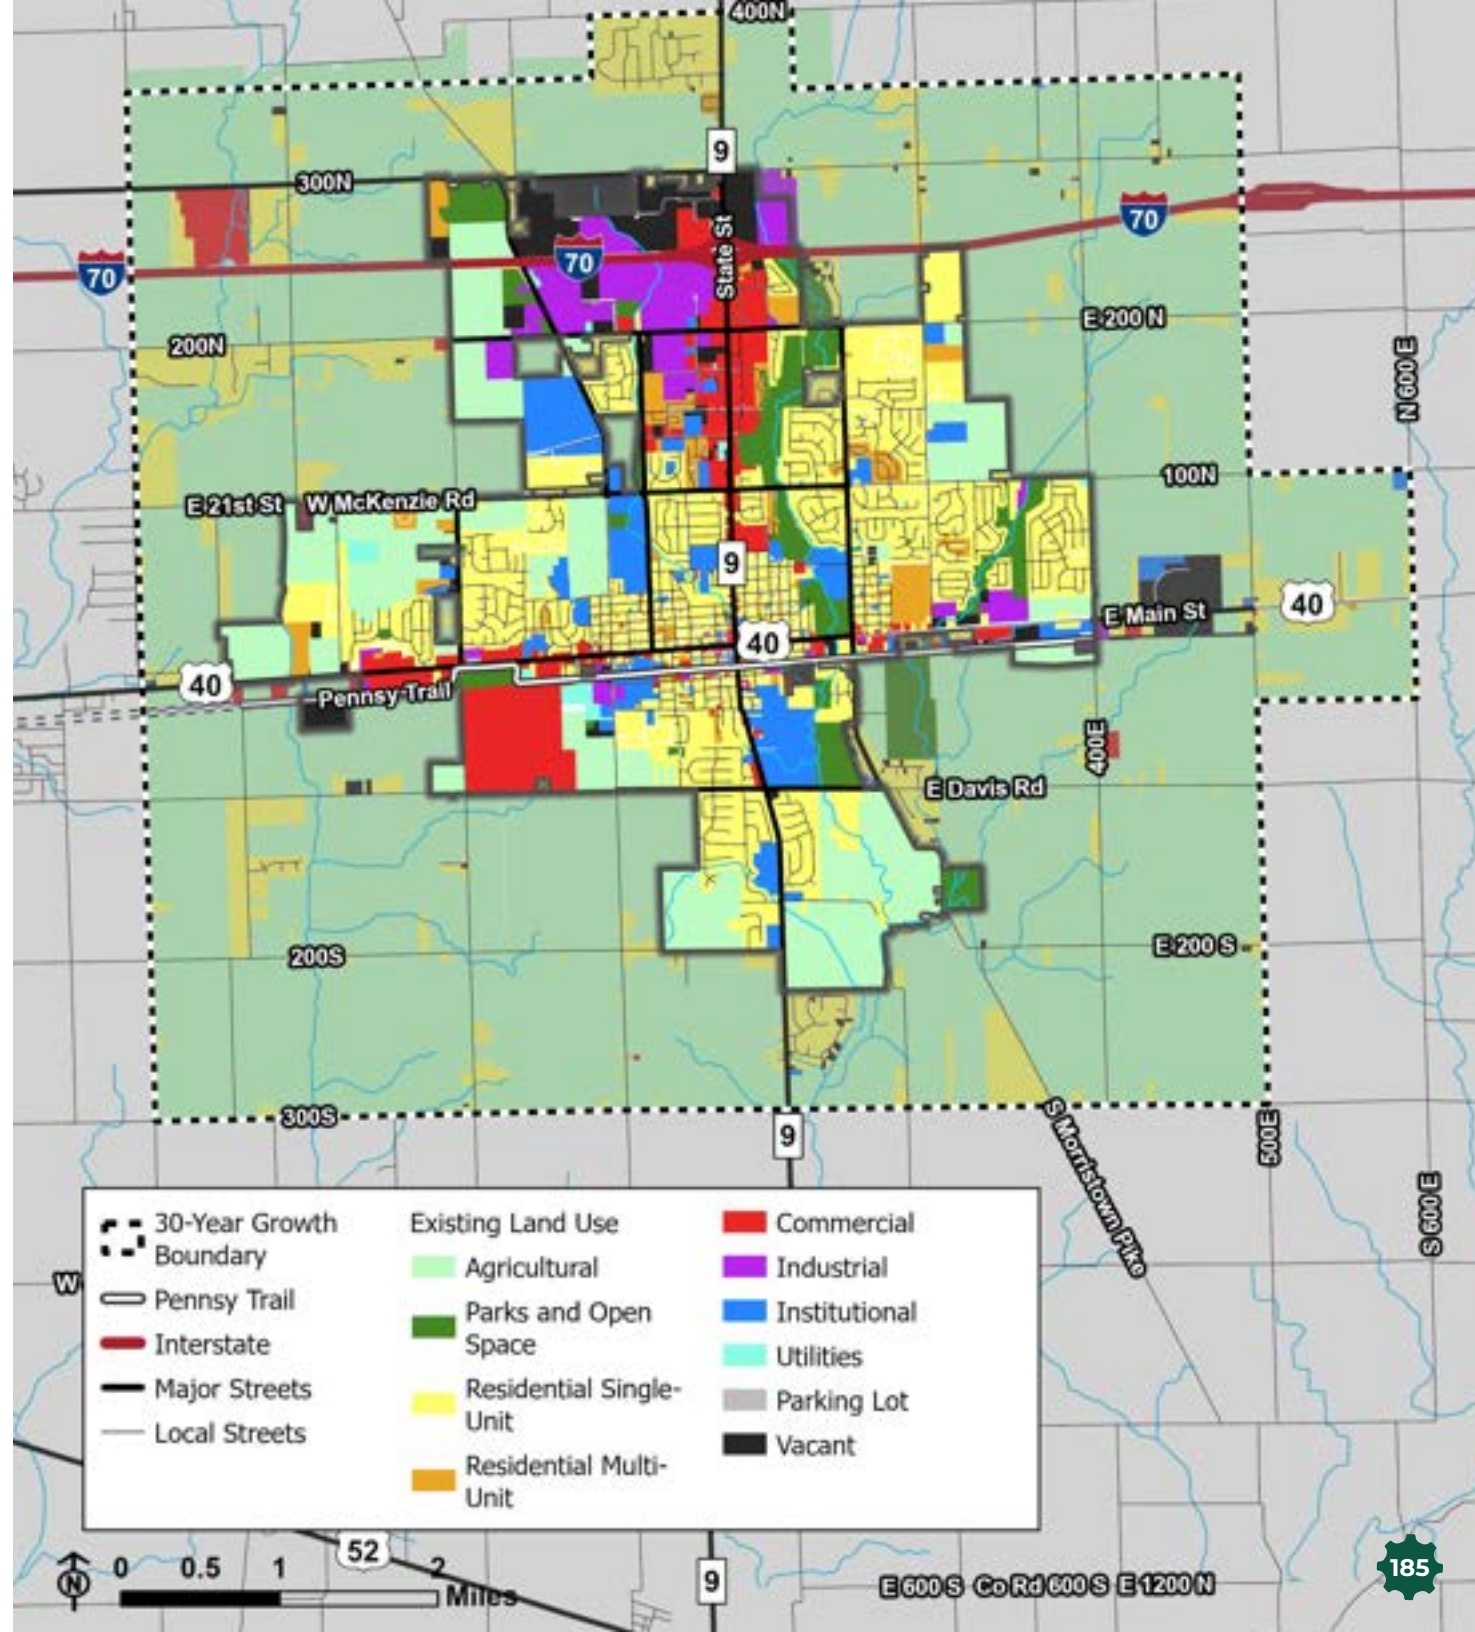 400N
9
300N
70
State St
70
70
E 200 N
200N
N 600 E
100N
E 21st St
W McKenzie Rd
9
E Main St
40
40
40
Pennsy Trail
400E
E Davis Rd
200S
E 200 S
300S
9
S Morristown Pike
500E
S 600 E
W
30-Year Growth
Boundary
Pennsy Trail
Interstate
Major Streets
Local Streets
Existing Land Use
Agricultural
Parks and Open
Space
Residential Single-
Unit
Residential Multi-
Unit
Commercial
Industrial
Institutional
Utilities
Parking Lot
Vacant
52
N
0 0.5 1 2
Miles
9
E 600 S Co Rd 600 S E 1200 N
185